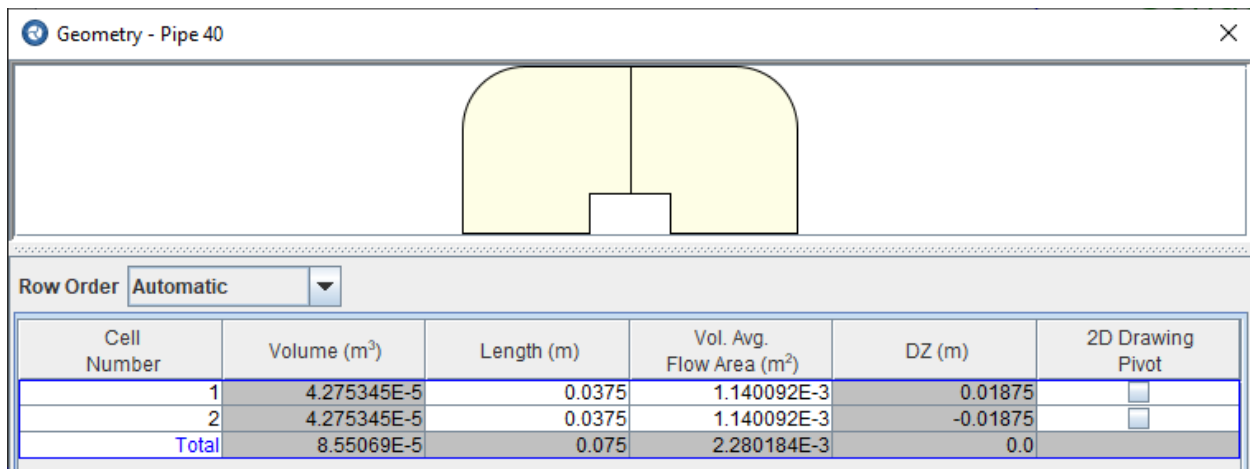 Geometry - Pipe 40
Row Order Automatic
Cell Number Volume (m³) Length (m) Vol. Avg. Flow Area (m²) DZ (m) 2D Drawing Pivot
1 4.275345E-5 0.0375 1.140092E-3 0.01875
2 4.275345E-5 0.0375 1.140092E-3 -0.01875
Total 8.55069E-5 0.075 2.280184E-3 0.0